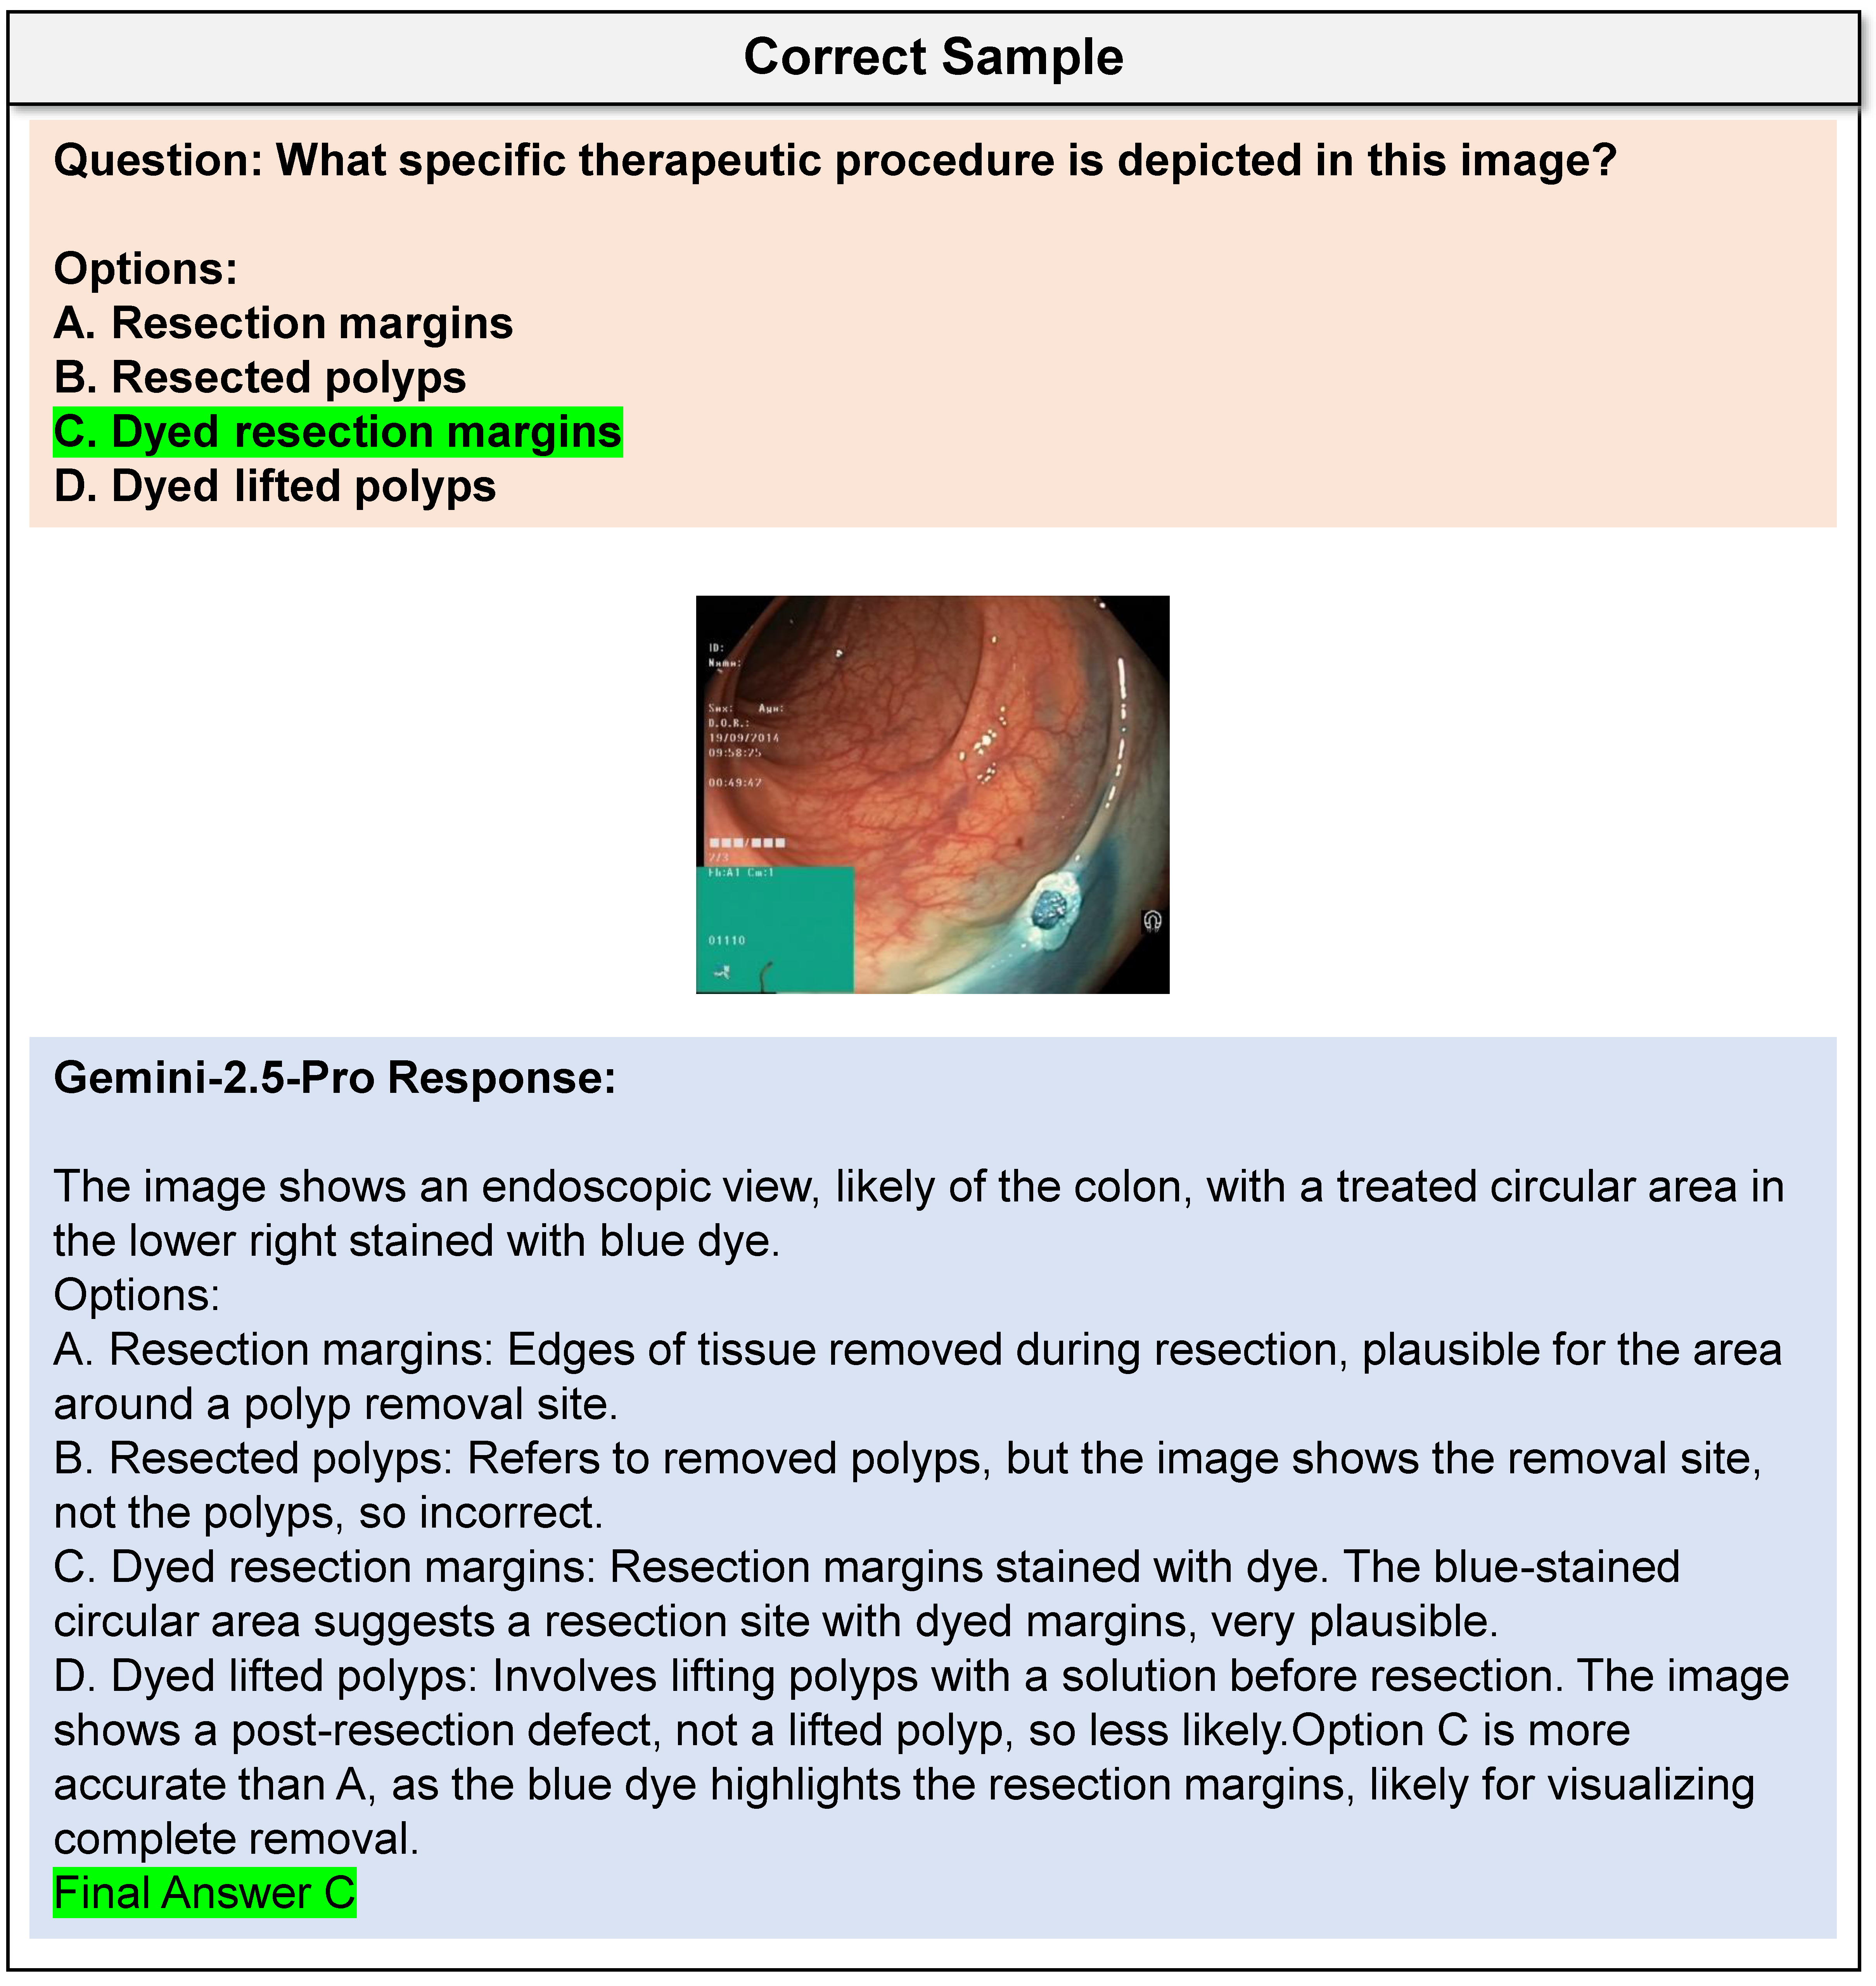 Correct Sample
Question: What specific therapeutic procedure is depicted in this image?
Options:
A. Resection margins
B. Resected polyps
C. Dyed resection margins
D. Dyed lifted polyps
ID:
D.O.R.:
19/09/2014
09:58:25
00:49:42
2/3
01110
Gemini-2.5-Pro Response:
The image shows an endoscopic view, likely of the colon, with a treated circular area in
the lower right stained with blue dye.
Options:
A. Resection margins: Edges of tissue removed during resection, plausible for the area
around a polyp removal site.
B. Resected polyps: Refers to removed polyps, but the image shows the removal site,
not the polyps, so incorrect.
C. Dyed resection margins: Resection margins stained with dye. The blue-stained
circular area suggests a resection site with dyed margins, very plausible.
D. Dyed lifted polyps: Involves lifting polyps with a solution before resection. The image
shows a post-resection defect, not a lifted polyp, so less likely.Option C is more
accurate than A, as the blue dye highlights the resection margins, likely for visualizing
complete removal.
Final Answer C